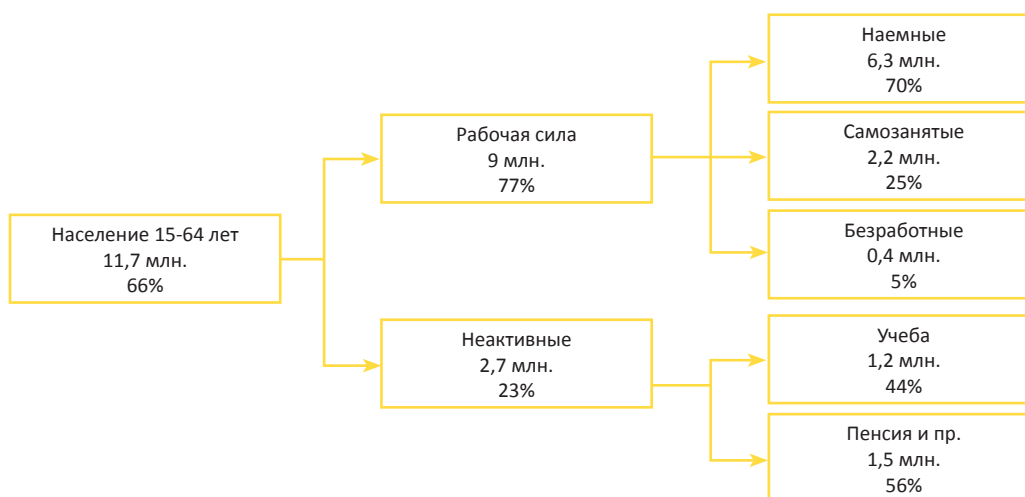 Население 15-64 лет
11,7 млн.
66%
Рабочая сила
9 млн.
77%
Неактивные
2,7 млн.
23%
Наемные
6,3 млн.
70%
Самозанятые
2,2 млн.
25%
Безработные
0,4 млн.
5%
Учеба
1,2 млн.
44%
Пенсия и пр.
1,5 млн.
56%